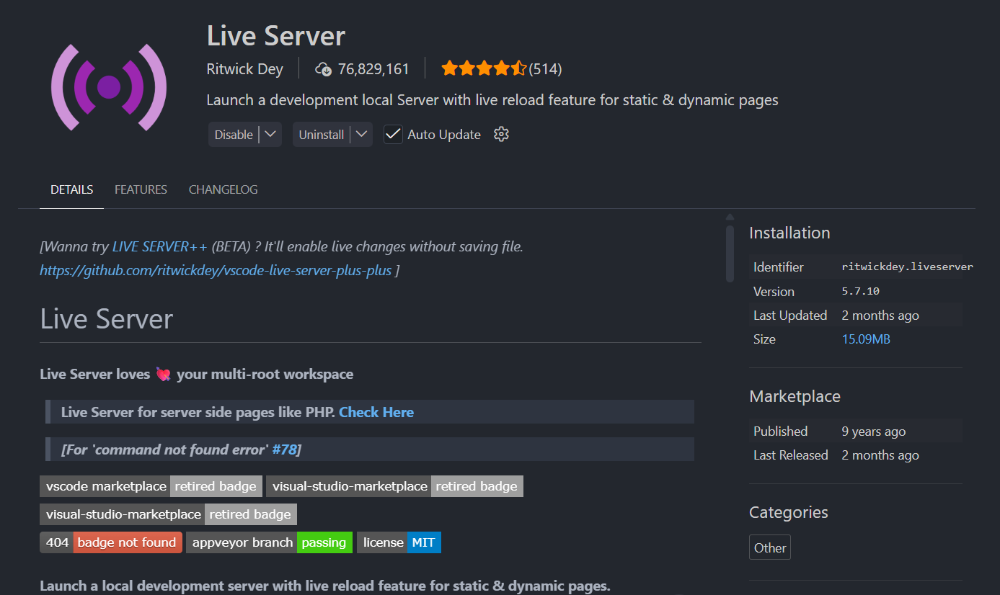 Live Server
Ritwick Dey 76,829,161 (514)
Launch a development local Server with live reload feature for static & dynamic pages
Disable Uninstall Auto Update
DETAILS FEATURES CHANGELOG
[Wanna try LIVE SERVER++ (BETA) ? It'll enable live changes without saving file.
https://github.com/ritwickdey/vscode-live-server-plus-plus ]
Live Server
Live Server loves 💘 your multi-root workspace
Live Server for server side pages like PHP. Check Here
[For 'command not found error' #78]
vscode marketplace retired badge visual-studio-marketplace retired badge
visual-studio-marketplace retired badge
404 badge not found appveyor branch passing license MIT
Launch a local development server with live reload feature for static & dynamic pages.
Installation
Identifier ritwickdey.liveserver
Version 5.7.10
Last Updated 2 months ago
Size 15.09MB
Marketplace
Published 9 years ago
Last Released 2 months ago
Categories
Other